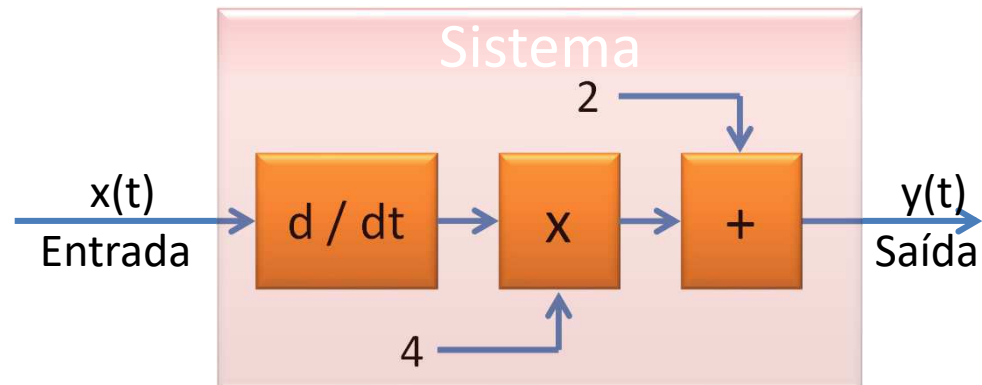 Sistema
2
x(t)
Entrada
d / dt
x
+
y(t)
Saída
4